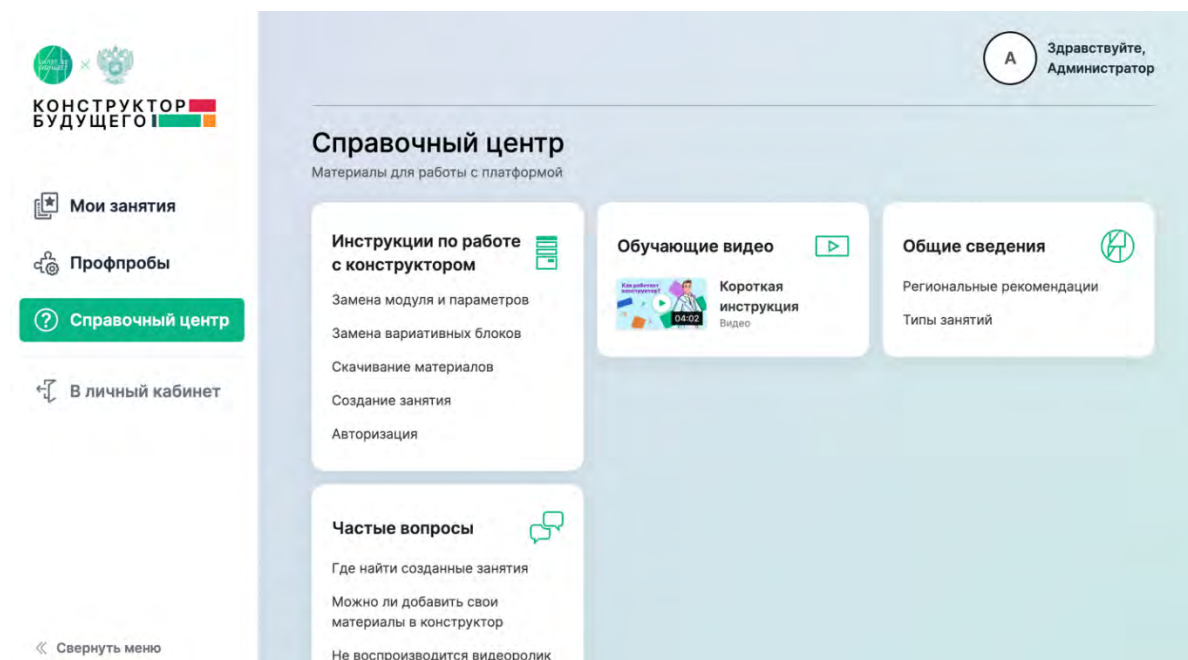 БИЛЕТ В
БУДУЩЕЕ
×
КОНСТРУКТОР
БУДУЩЕГО
Мои занятия
Профпробы
Справочный центр
В личный кабинет
Свернуть меню
А
Здравствуйте,
Администратор
Справочный центр
Материалы для работы с платформой
Инструкции по работе
с конструктором
Замена модуля и параметров
Замена вариативных блоков
Скачивание материалов
Создание занятия
Авторизация
Обучающие видео
Как работает
конструктор?
04:02
Короткая
инструкция
Видео
Общие сведения
Региональные рекомендации
Типы занятий
Частые вопросы
Где найти созданные занятия
Можно ли добавить свои
материалы в конструктор
Не воспроизводится видеоролик